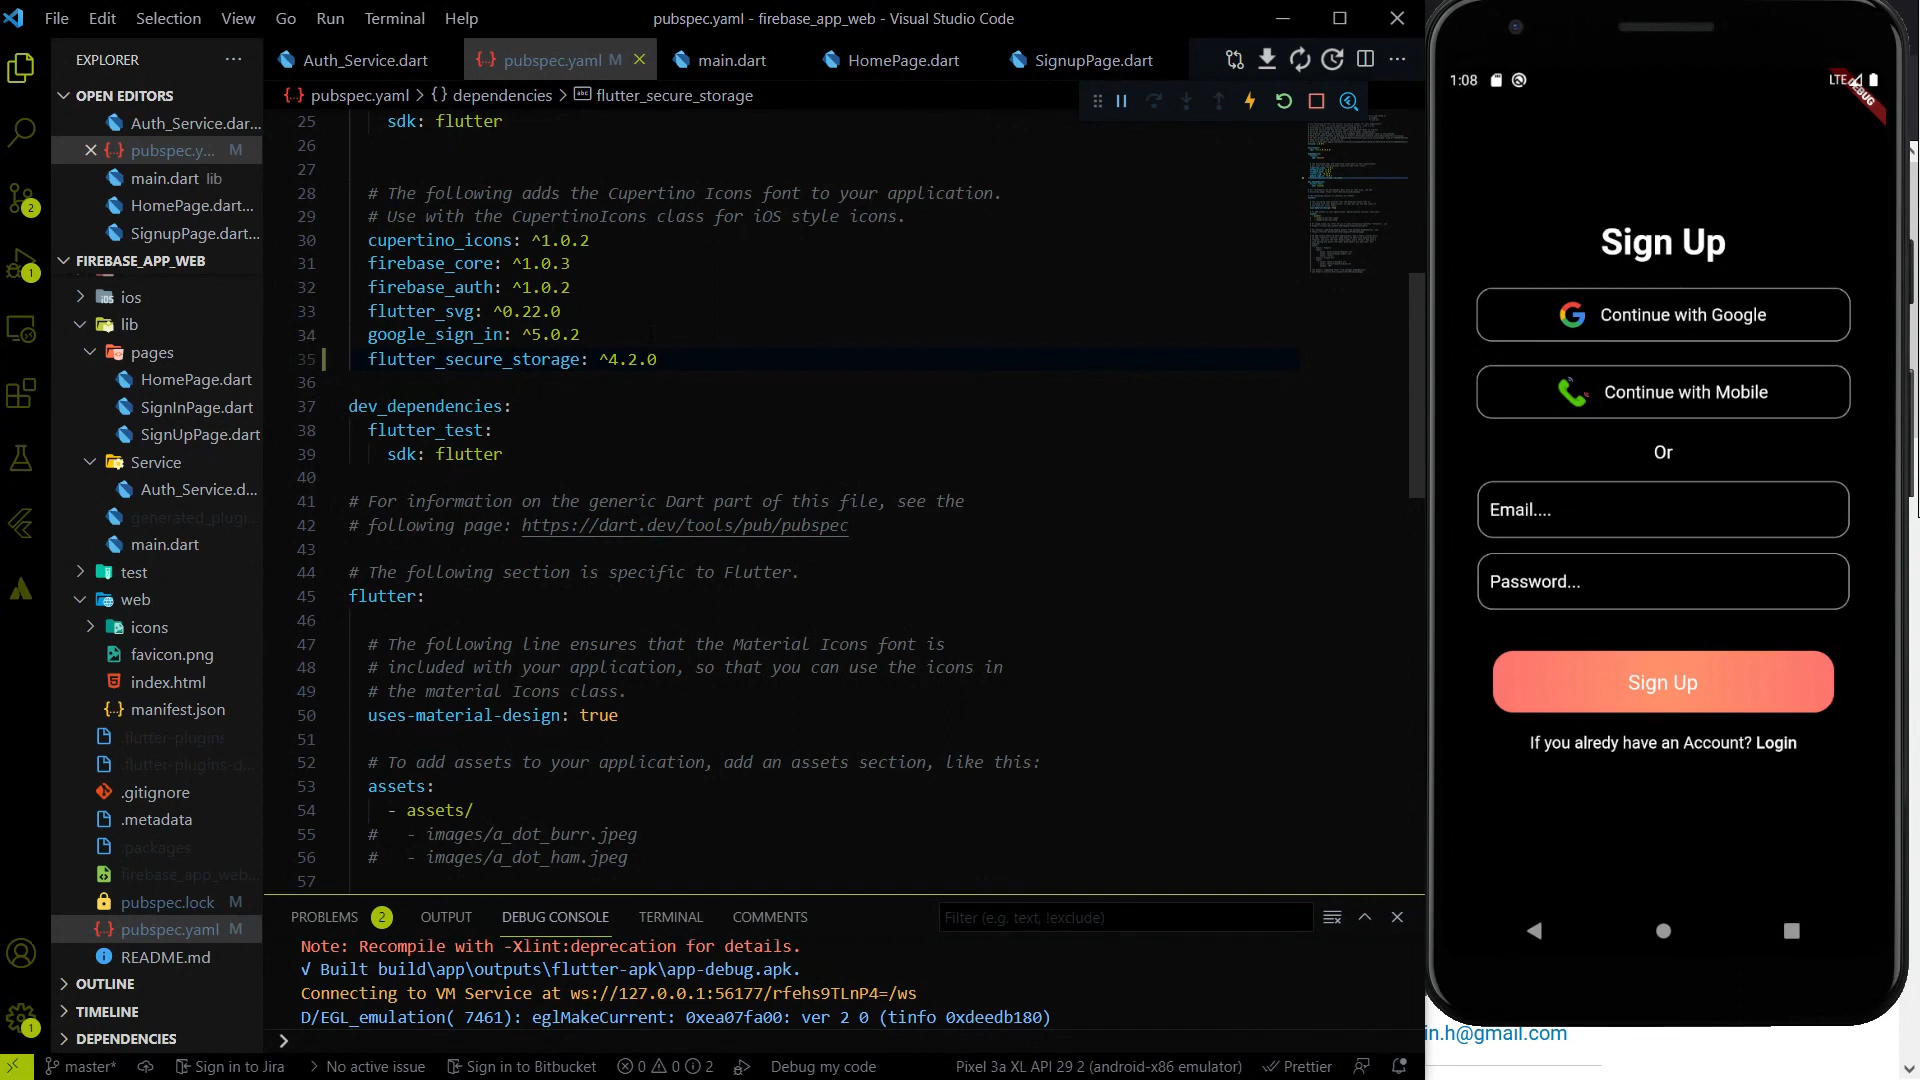 File Edit Selection View Go Run Terminal Help
pubspec.yaml - firebase_app_web - Visual Studio Code
EXPLORER
OPEN EDITORS
Auth_Service.dar...
pubspec.y... M
main.dart lib
HomePage.dart...
SignupPage.dart...
FIREBASE_APP_WEB
ios
lib
pages
HomePage.dart
SignInPage.dart
SignUpPage.dart
Service
Auth_Service.d...
generated_plugi...
main.dart
test
web
icons
favicon.png
index.html
manifest.json
.flutter-plugins
.flutter-plugins-d...
.gitignore
.metadata
.packages
firebase_app_web...
pubspec.lock M
pubspec.yaml M
README.md
OUTLINE
TIMELINE
DEPENDENCIES
2
1
1
Auth_Service.dart
pubspec.yaml M
main.dart
HomePage.dart
SignupPage.dart
pubspec.yaml > {} dependencies > abc flutter_secure_storage
25 sdk: flutter
26
27
28 # The following adds the Cupertino Icons font to your application.
29 # Use with the CupertinoIcons class for iOS style icons.
30 cupertino_icons: ^1.0.2
31 firebase_core: ^1.0.3
32 firebase_auth: ^1.0.2
33 flutter_svg: ^0.22.0
34 google_sign_in: ^5.0.2
35 flutter_secure_storage: ^4.2.0
36
37 dev_dependencies:
38 flutter_test:
39 sdk: flutter
40
41 # For information on the generic Dart part of this file, see the
42 # following page: https://dart.dev/tools/pub/pubspec
43
44 # The following section is specific to Flutter.
45 flutter:
46
47 # The following line ensures that the Material Icons font is
48 # included with your application, so that you can use the icons in
49 # the material Icons class.
50 uses-material-design: true
51
52 # To add assets to your application, add an assets section, like this:
53 assets:
54 - assets/
55 # - images/a_dot_burr.jpeg
56 # - images/a_dot_ham.jpeg
57
PROBLEMS 2 OUTPUT DEBUG CONSOLE TERMINAL COMMENTS
Filter (e.g. text, !exclude)
Note: Recompile with -Xlint:deprecation for details.
√ Built build\app\outputs\flutter-apk\app-debug.apk.
Connecting to VM Service at ws://127.0.0.1:56177/rfehs9TLnP4=/ws
D/EGL_emulation( 7461): eglMakeCurrent: 0xea07fa00: ver 2 0 (tinfo 0xdeedb180)
master* Sign in to Jira No active issue Sign in to Bitbucket 0 0 2 Debug my code Pixel 3a XL API 29 2 (android-x86 emulator) Prettier
1:08
LTE
DEBUG
Sign Up
Continue with Google
Continue with Mobile
Or
Email....
Password...
Sign Up
If you alredy have an Account? Login
in.h@gmail.com